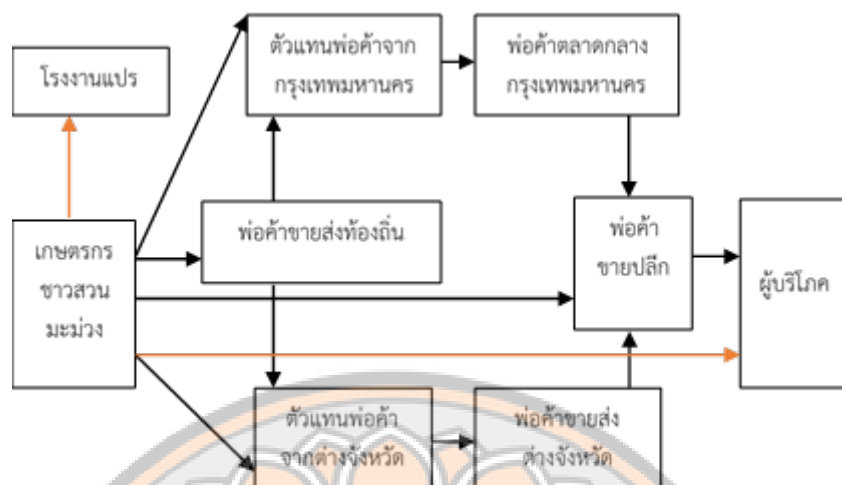 ตัวแทนพ่อค้าจาก
กรุงเทพมหานคร
พ่อค้าตลาดกลาง
กรุงเทพมหานคร
โรงงานแปร
พ่อค้าขายส่งท้องถิ่น
เกษตรกร
ชาวสวน
มะม่วง
พ่อค้า
ขายปลีก
ผู้บริโภค
ตัวแทนพ่อค้า
จากต่างจังหวัด
พ่อค้าขายส่ง
ต่างจังหวัด